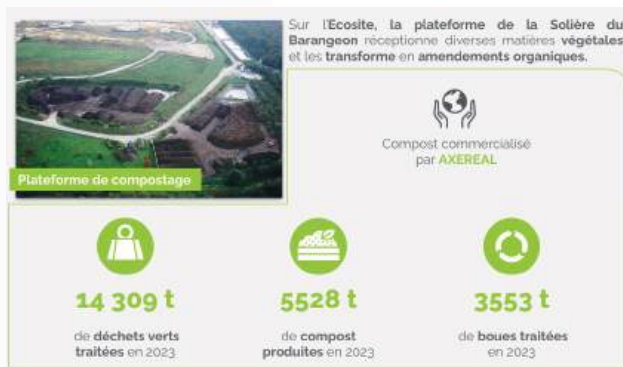 Sur l'Ecosite, la plateforme de la Solière du
Barangeon réceptionne diverses matières végétales
et les transforme en amendements organiques.
Compost commercialisé
par AXEREAL
Plateforme de compostage
14 309 t
de déchets verts
traitées en 2023
5528 t
de compost
produites en 2023
3553 t
de boues traitées
en 2023